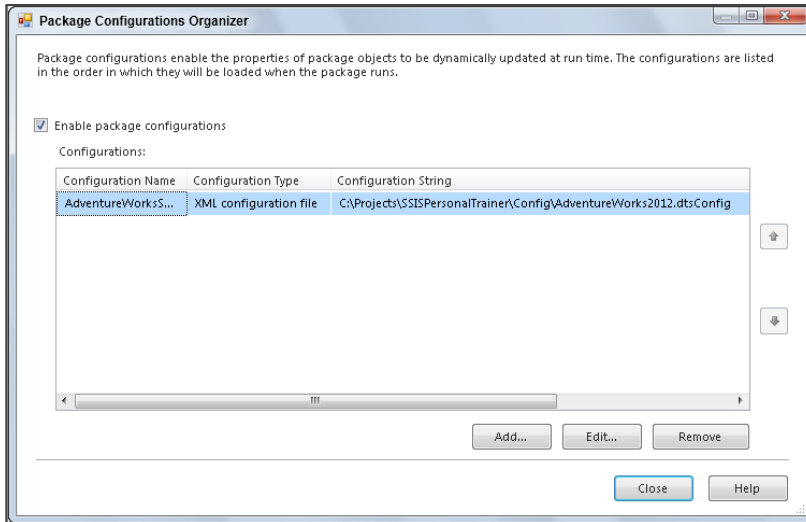 Package Configurations Organizer
Package configurations enable the properties of package objects to be dynamically updated at run time. The configurations are listed
in the order in which they will be loaded when the package runs.
Enable package configurations
Configurations:
Configuration Name Configuration Type Configuration String
AdventureWorksS... XML configuration file C:\Projects\SSISPersonalTrainer\Config\AdventureWorks2012.dtsConfig
Add... Edit... Remove
Close Help